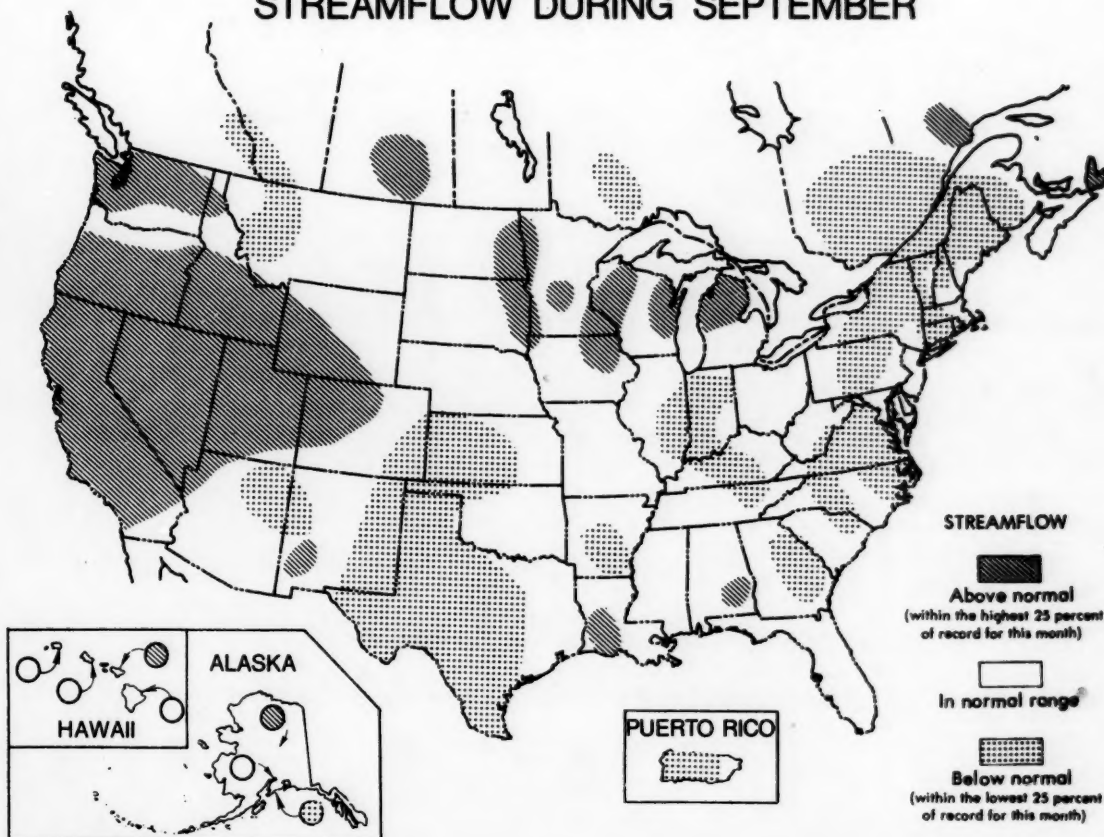 STREAMFLOW DURING SEPTEMBER
STREAMFLOW
Above normal
(within the highest 25 percent
of record for this month)
In normal range
Below normal
(within the lowest 25 percent
of record for this month)
HAWAII
ALASKA
PUERTO RICO